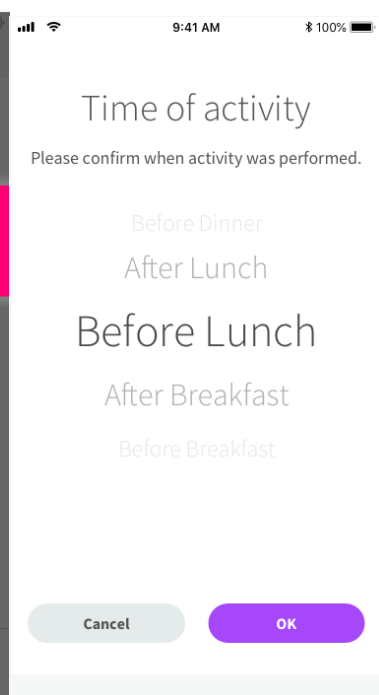 9:41 AM
100%
Time of activity
Please confirm when activity was performed.
Before Dinner
After Lunch
Before Lunch
After Breakfast
Before Breakfast
Cancel
OK